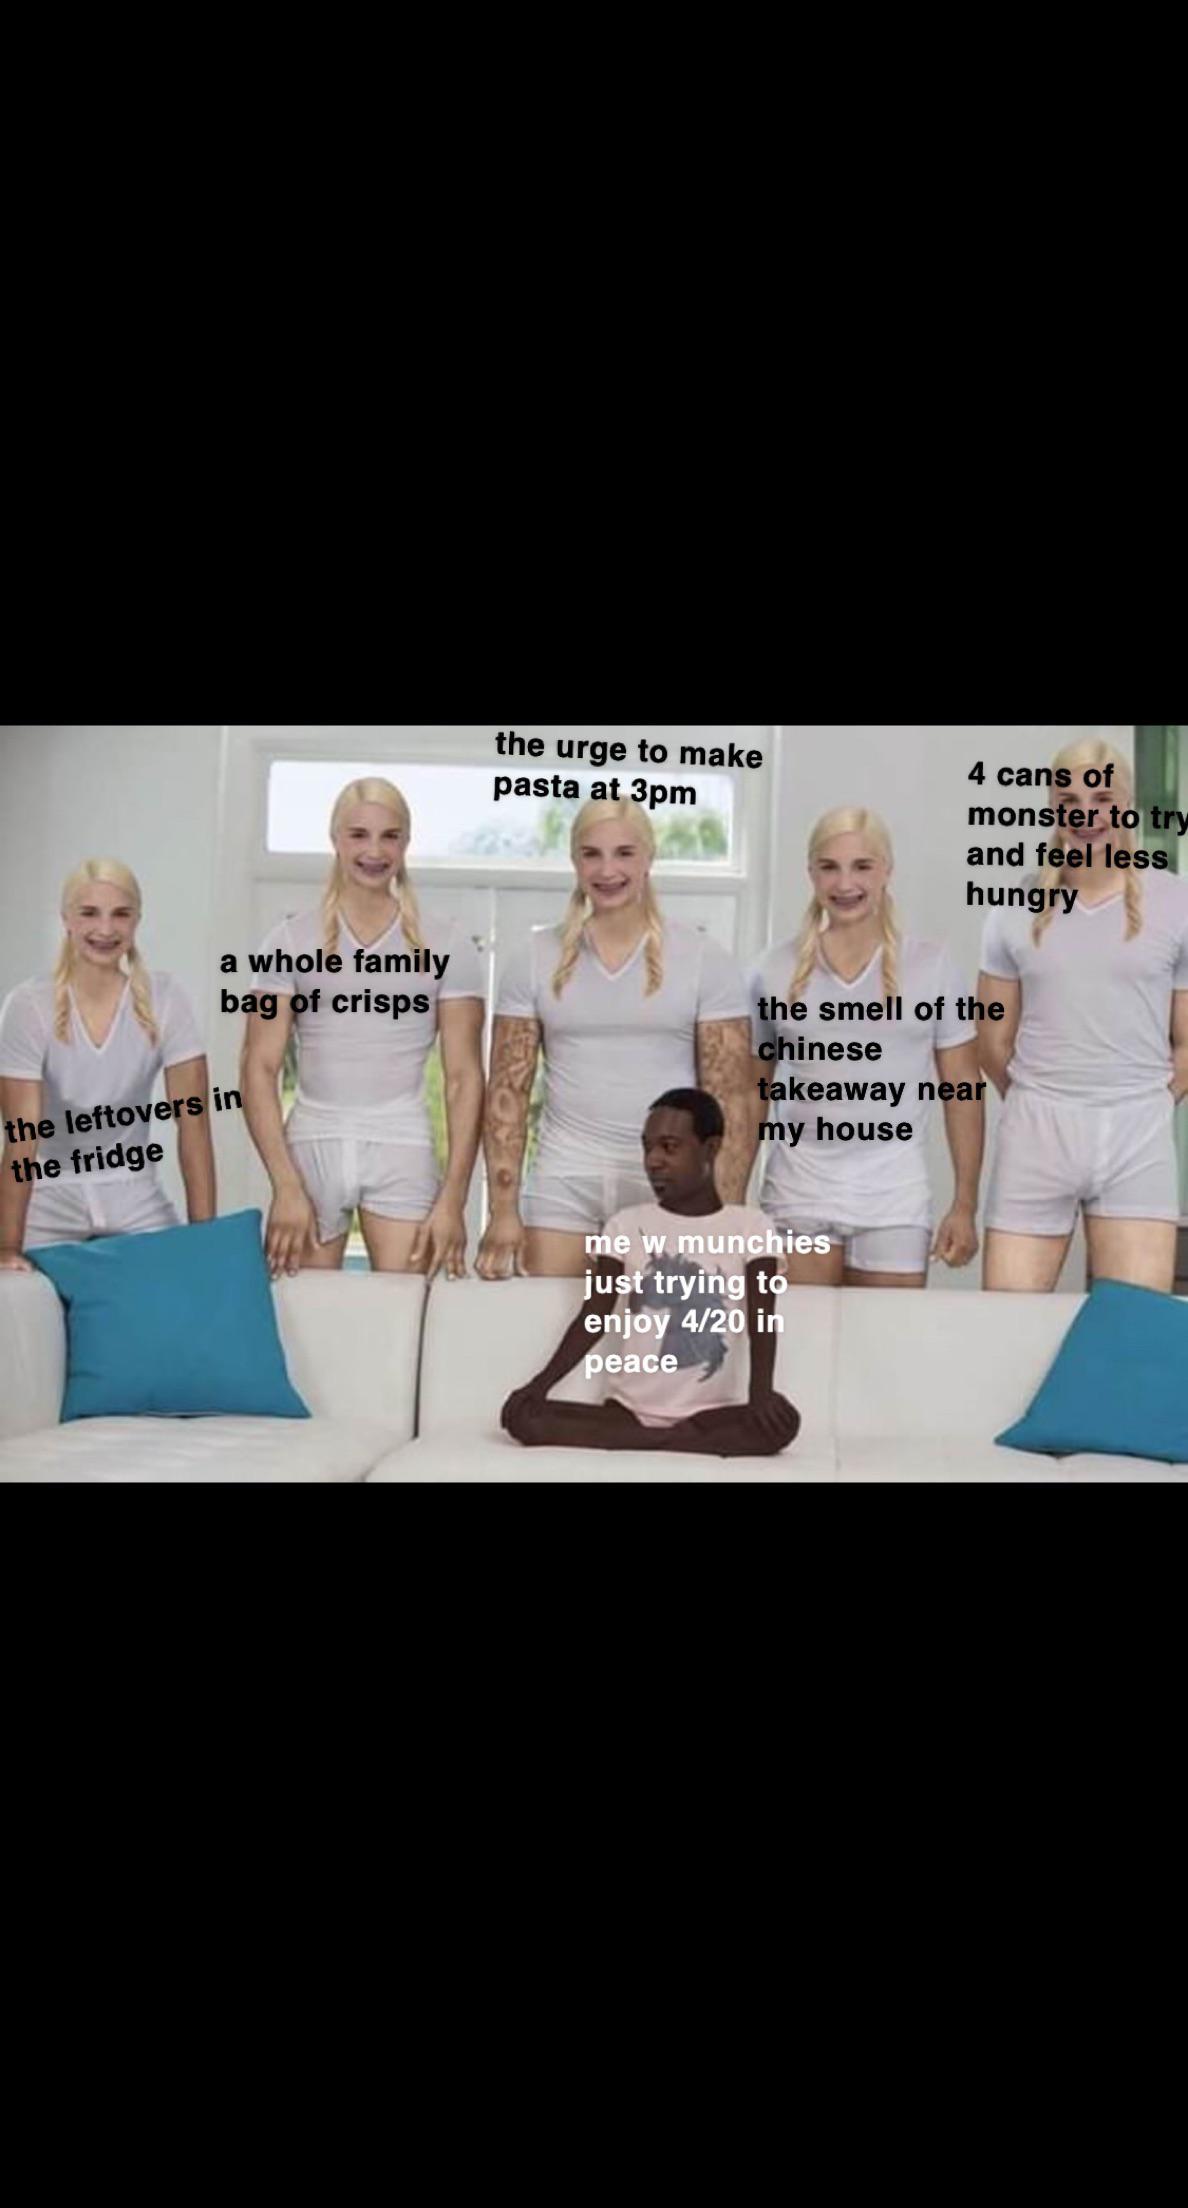 the urge to make
pasta at 3pm
4 cans of
monster to try
and feel less
hungry
a whole family
bag of crisps
the smell of the
chinese
takeaway near
my house
the leftovers in
the fridge
me w munchies
just trying to
enjoy 4/20 in
peace